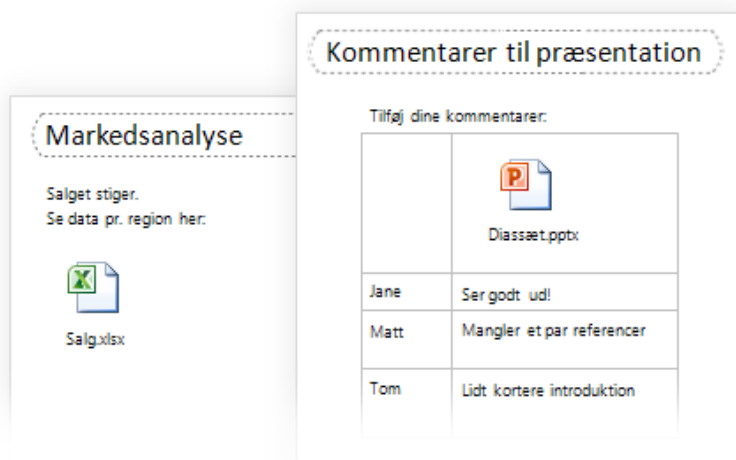 Markedsanalyse
Salget stiger.
Se data pr. region her:
Salg.xlsx
Kommentarer til præsentation
Tilføj dine kommentarer:
Diassæt.pptx
Jane Ser godt ud!
Matt Mangler et par referencer
Tom Lidt kortere introduktion